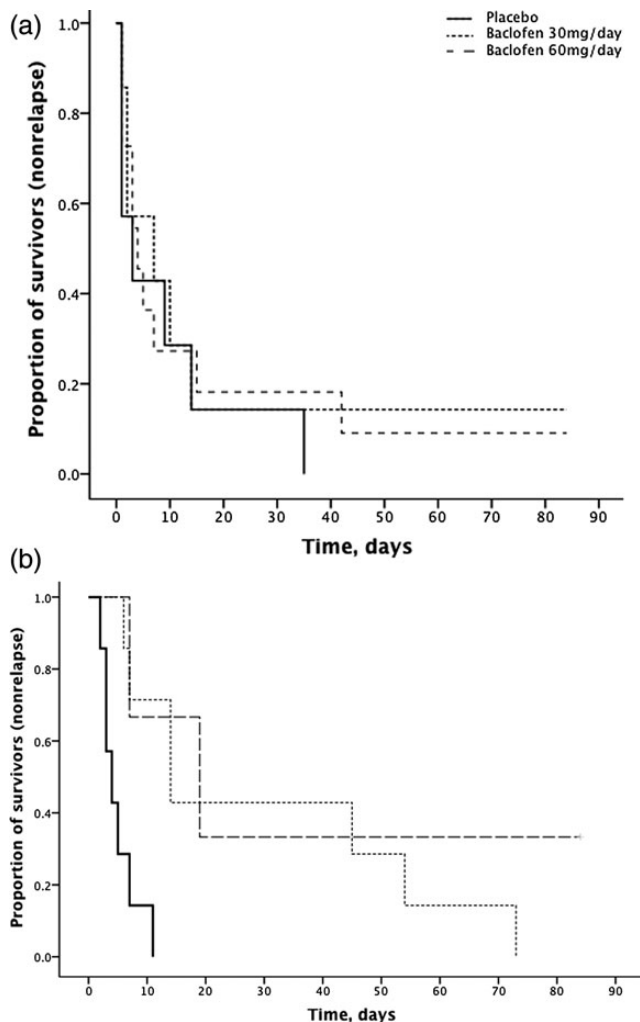 (a)
Placebo
Baclofen 30mg/day
Baclofen 60mg/day
Proportion of survivors (nonrelapse)
1.0
0.8
0.6
0.4
0.2
0.0
0 10 20 30 40 50 60 70 80 90
Time, days
(b)
Proportion of survivors (nonrelapse)
1.0
0.8
0.6
0.4
0.2
0.0
0 10 20 30 40 50 60 70 80 90
Time, days